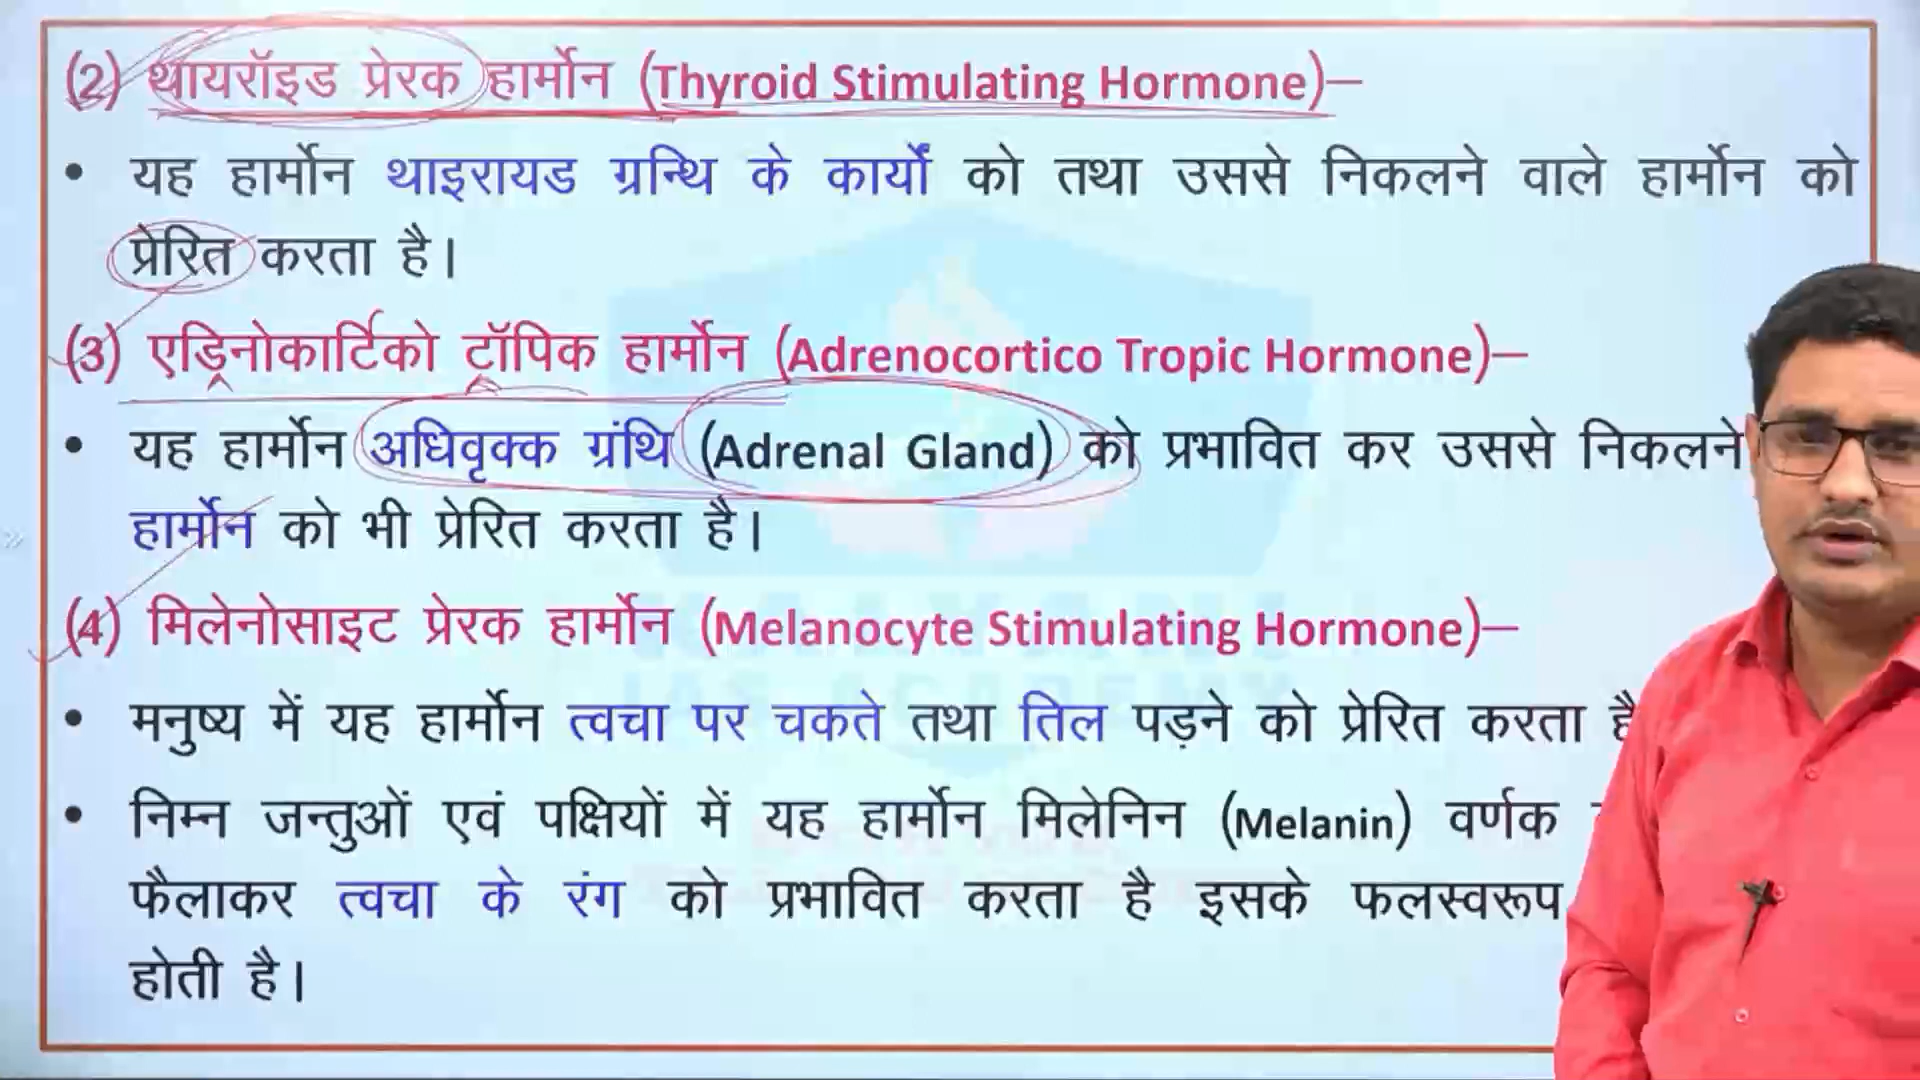 (2) थायरॉइड प्रेरक हार्मोन (Thyroid Stimulating Hormone)–
• यह हार्मोन थाइरायड ग्रन्थि के कार्यों को तथा उससे निकलने वाले हार्मोन को
प्रेरित करता है।
(3) एड्रिनोकार्टिको ट्रॉपिक हार्मोन (Adrenocortico Tropic Hormone)–
• यह हार्मोन अधिवृक्क ग्रंथि (Adrenal Gland) को प्रभावित कर उससे निकलने
हार्मोन को भी प्रेरित करता है।
(4) मिलेनोसाइट प्रेरक हार्मोन (Melanocyte Stimulating Hormone)–
• मनुष्य में यह हार्मोन त्वचा पर चकते तथा तिल पड़ने को प्रेरित करता है
• निम्न जन्तुओं एवं पक्षियों में यह हार्मोन मिलेनिन (Melanin) वर्णक
फैलाकर त्वचा के रंग को प्रभावित करता है इसके फलस्वरूप
होती है।
IAS ACADEMY